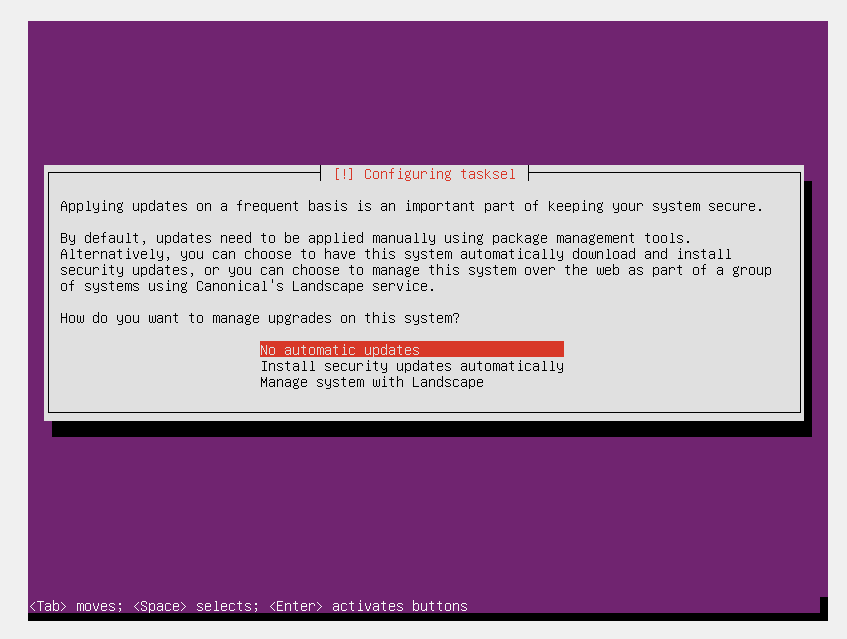 [!] Configuring tasksel
Applying updates on a frequent basis is an important part of keeping your system secure.
By default, updates need to be applied manually using package management tools.
Alternatively, you can choose to have this system automatically download and install
security updates, or you can choose to manage this system over the web as part of a group
of systems using Canonical's Landscape service.
How do you want to manage upgrades on this system?
No automatic updates
Install security updates automatically
Manage system with Landscape
<Tab> moves; <Space> selects; <Enter> activates buttons